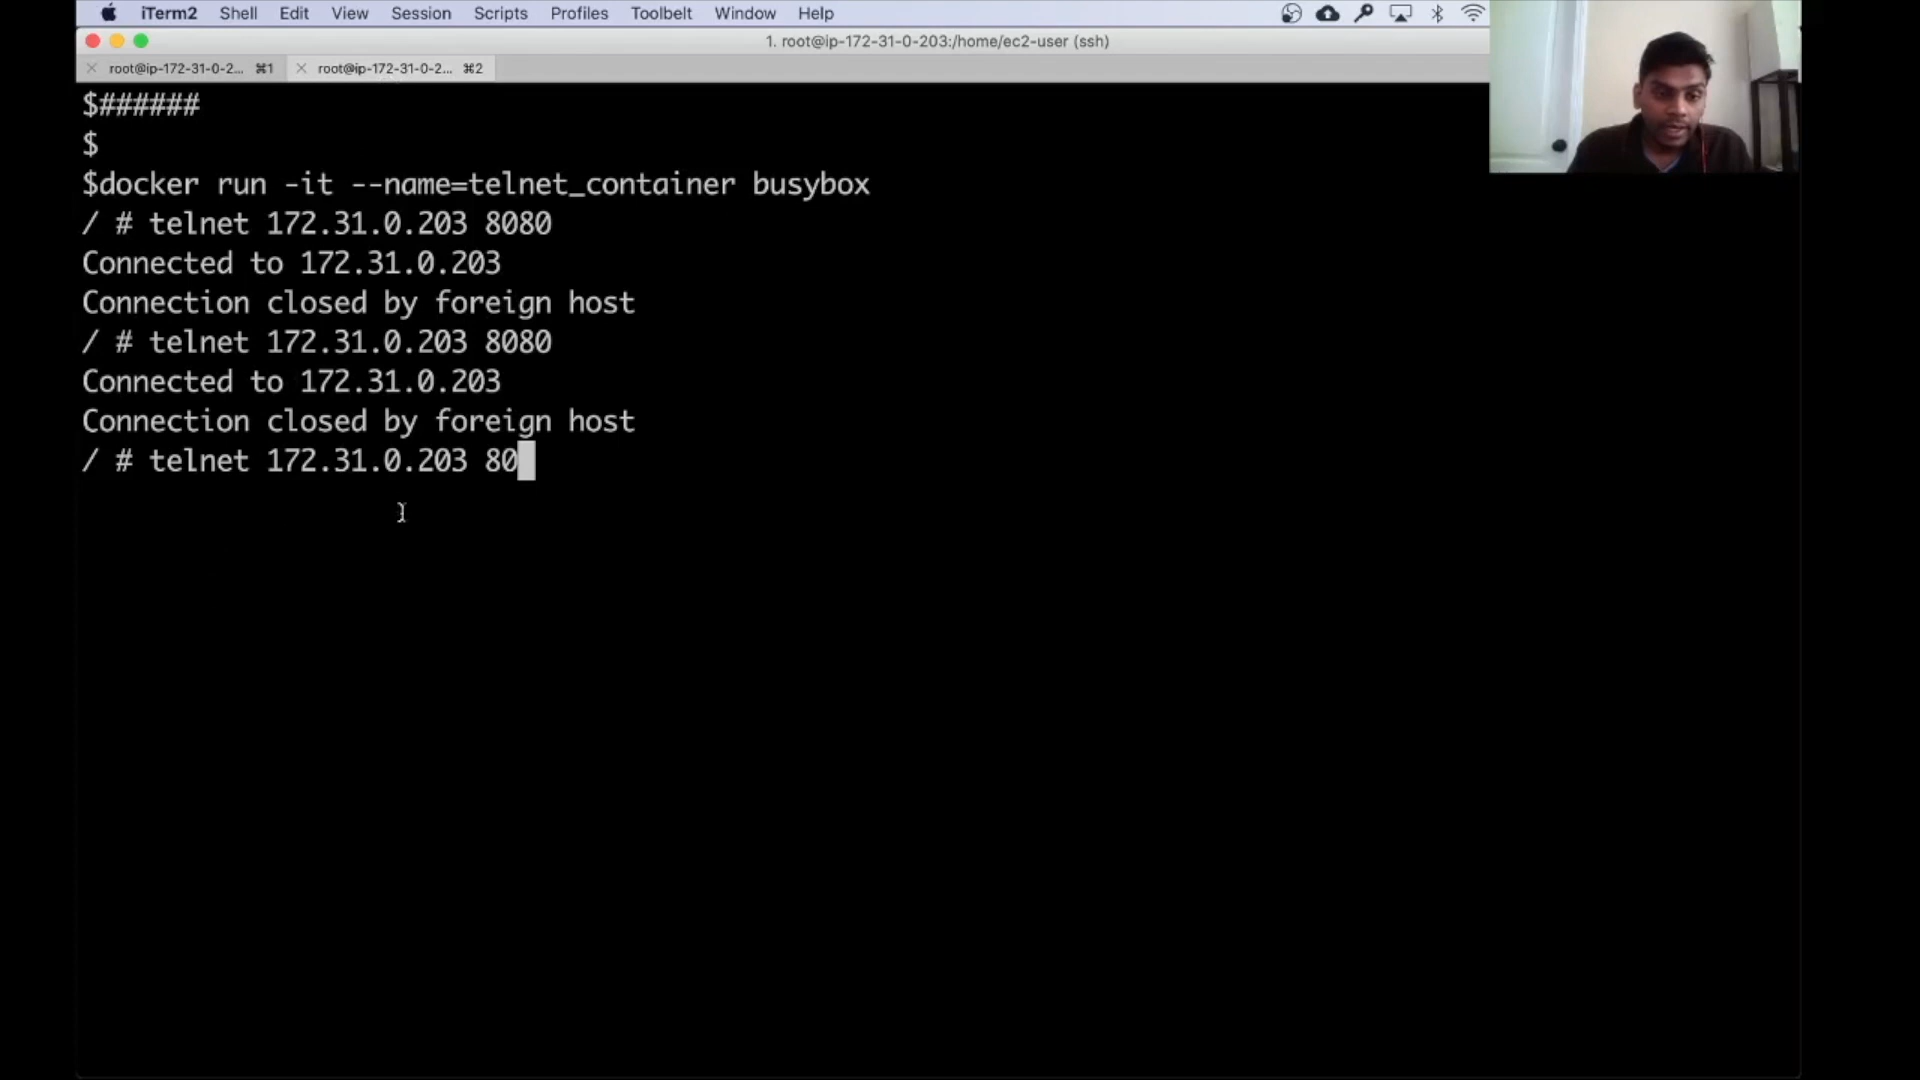 iTerm2 Shell Edit View Session Scripts Profiles Toolbelt Window Help
1. root@ip-172-31-0-203:/home/ec2-user (ssh)
root@ip-172-31-0-2... ⌘1 root@ip-172-31-0-2... ⌘2
$######
$
$docker run -it --name=telnet_container busybox
/ # telnet 172.31.0.203 8080
Connected to 172.31.0.203
Connection closed by foreign host
/ # telnet 172.31.0.203 8080
Connected to 172.31.0.203
Connection closed by foreign host
/ # telnet 172.31.0.203 80